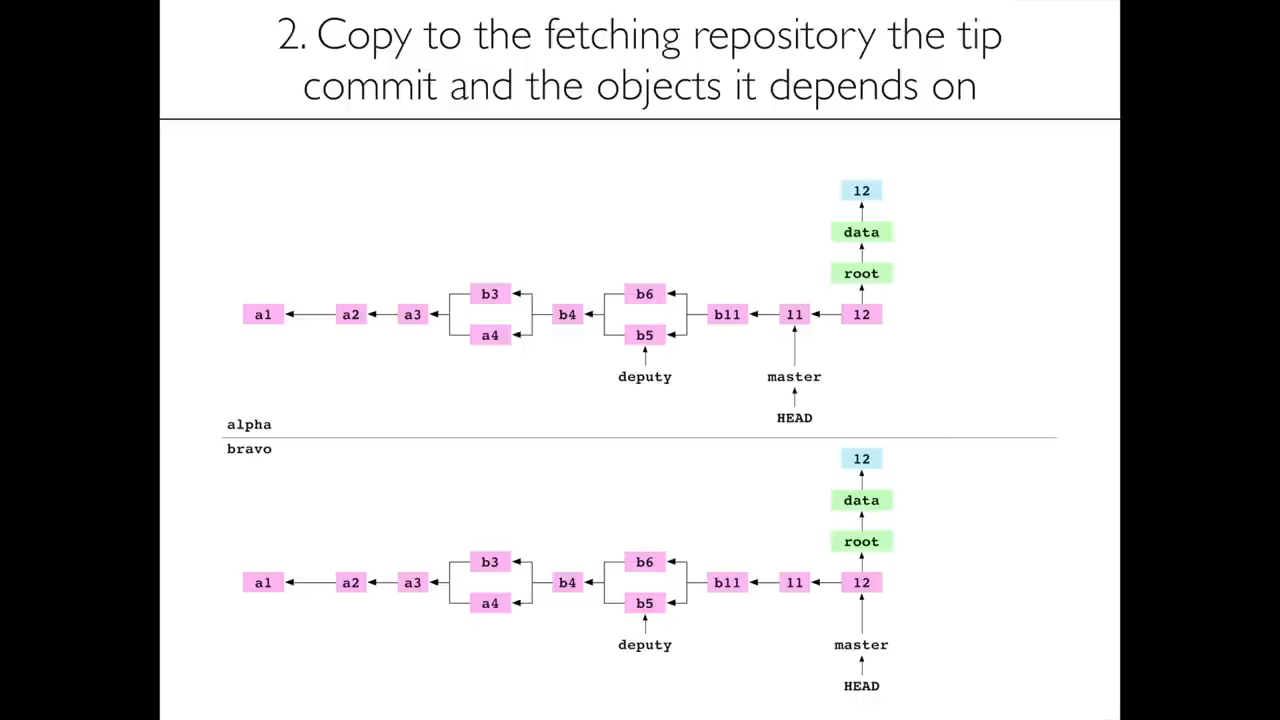 2. Copy to the fetching repository the tip
commit and the objects it depends on
12
data
root
b3 b6
a1 a2 a3 b4 b11 11 12
a4 b5
deputy master
HEAD
alpha
bravo
12
data
root
b3 b6
a1 a2 a3 b4 b11 11 12
a4 b5
deputy master
HEAD